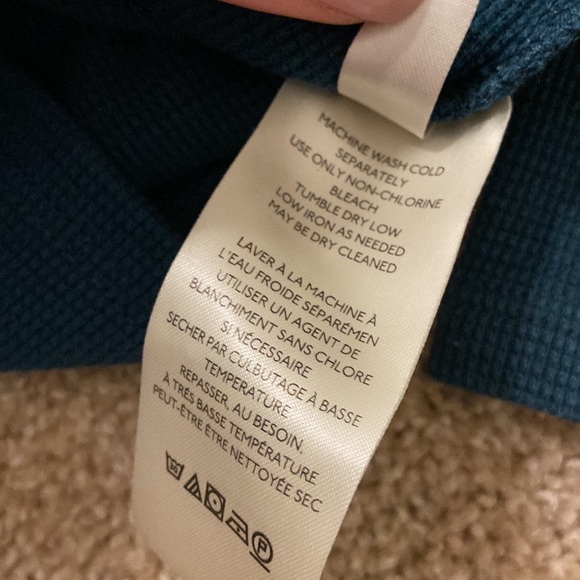 MACHINE WASH COLD
SEPARATELY
USE ONLY NON-CHLORINE
BLEACH
TUMBLE DRY LOW
LOW IRON AS NEEDED
MAY BE DRY CLEANED
LAVER À LA MACHINE À
L'EAU FROIDE SÉPARÉMEN
UTILISER UN AGENT DE
BLANCHIMENT SANS CHLORE
SI NÉCESSAIRE
SECHER PAR CULBUTAGE À BASSE
TEMPÉRATURE
REPASSER, AU BESOIN,
À TRÉS BASSE TEMPÉRATURE
PEUT-ÊTRE ÊTRE NETTOYÉE SEC
P